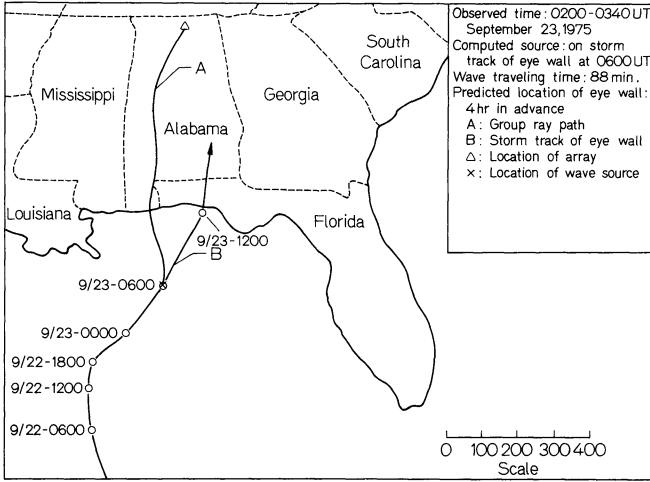 Observed time: 0200-0340 UT
September 23, 1975
Computed source: on storm
track of eye wall at 0600 UT
Wave traveling time: 88 min.
Predicted location of eye wall:
4hr in advance
A: Group ray path
B: Storm track of eye wall
△: Location of array
×: Location of wave source
South
Carolina
A
Mississippi
Georgia
Alabama
Louisiana
Florida
9/23-1200
B
9/23-0600
9/23-0000
9/22-1800
9/22-1200
9/22-0600
0 100 200 300 400
Scale